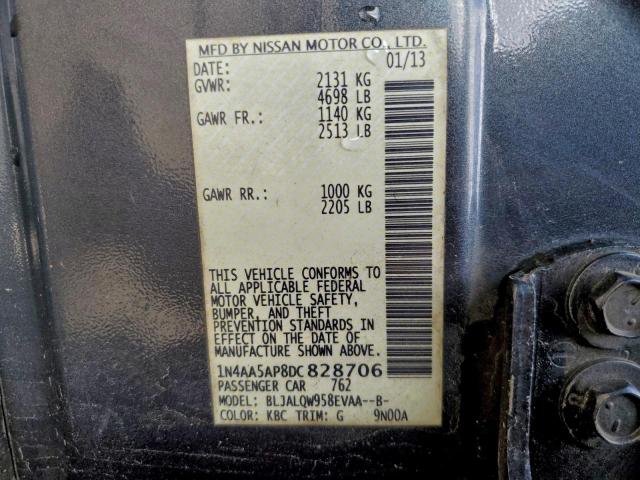 MFD BY NISSAN MOTOR CO., LTD.
DATE: 01/13
GVWR: 2131 KG
4698 LB
GAWR FR.: 1140 KG
2513 LB
GAWR RR.: 1000 KG
2205 LB
THIS VEHICLE CONFORMS TO
ALL APPLICABLE FEDERAL
MOTOR VEHICLE SAFETY,
BUMPER, AND THEFT
PREVENTION STANDARDS IN
EFFECT ON THE DATE OF
MANUFACTURE SHOWN ABOVE.
1N4AA5AP8DC828706
PASSENGER CAR 762
MODEL: BLJALQW958EVAA--B-
COLOR: KBC TRIM: G 9N00A